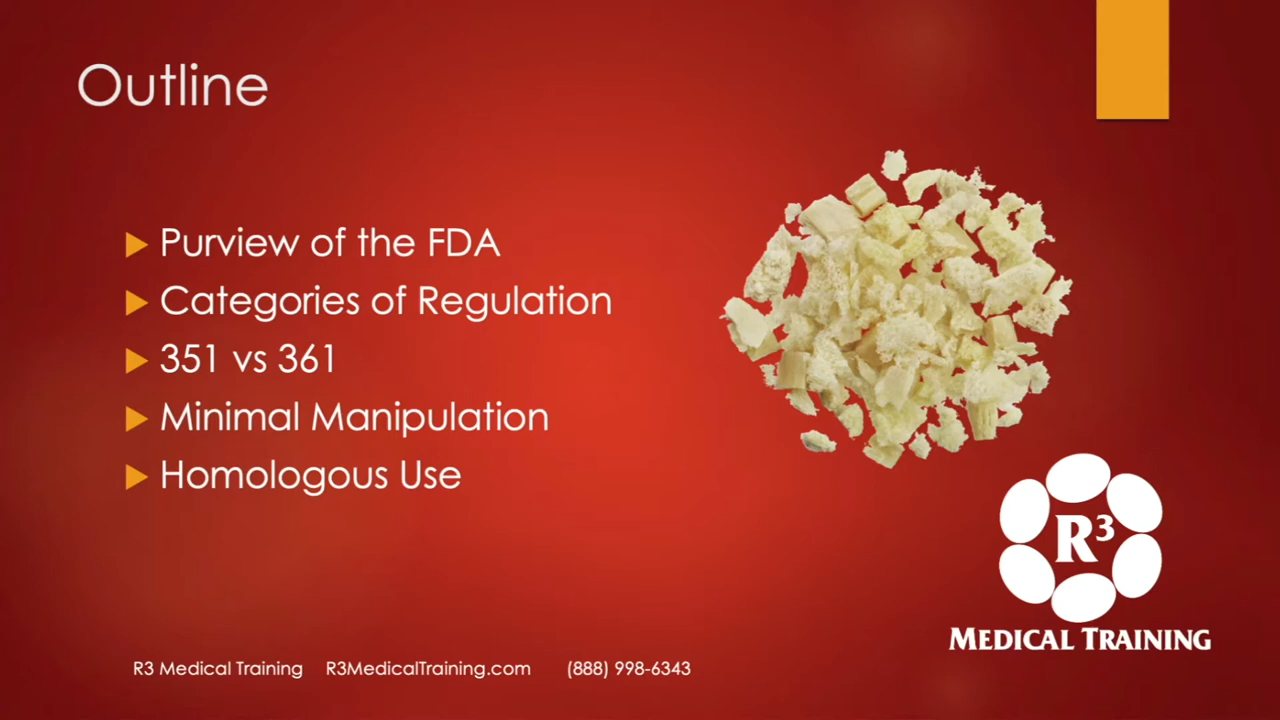 Outline
Purview of the FDA
Categories of Regulation
351 vs 361
Minimal Manipulation
Homologous Use
R³
MEDICAL TRAINING
R3 Medical Training R3MedicalTraining.com (888) 998-6343